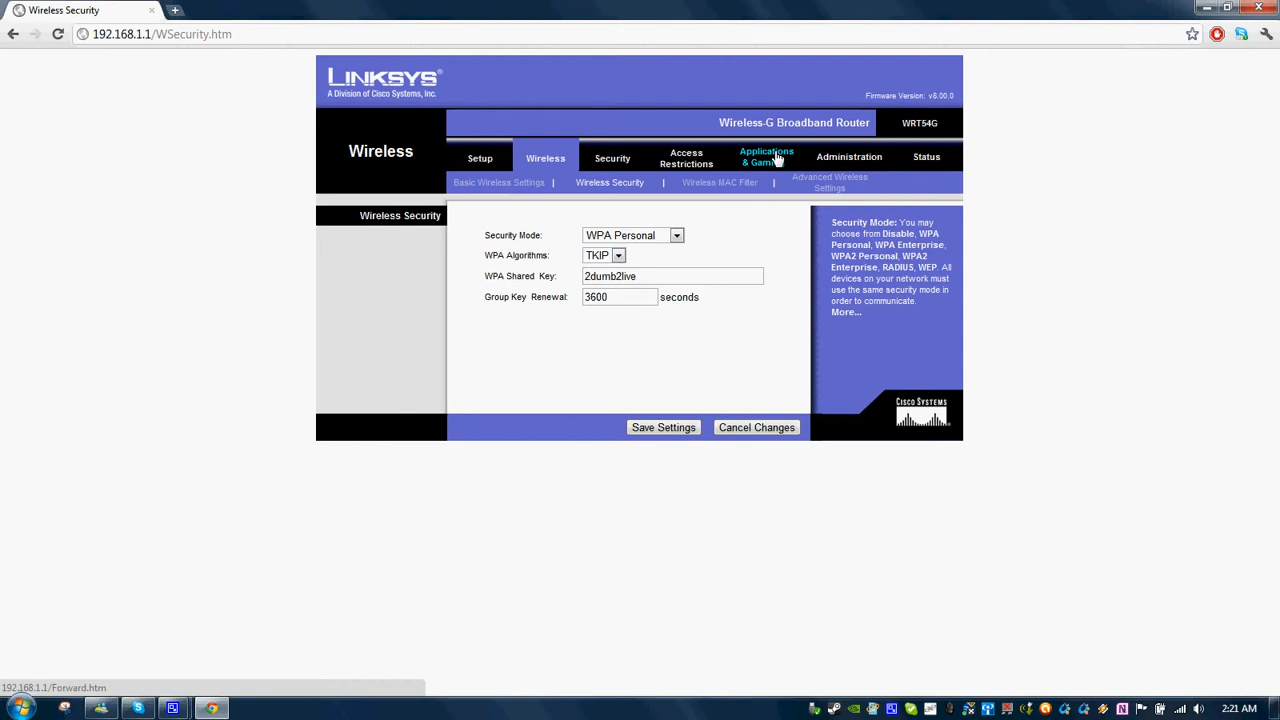 Wireless Security
192.168.1.1/WSecurity.htm
LINKSYS®
A Division of Cisco Systems, Inc.
Firmware Version: v8.00.0
Wireless-G Broadband Router
WRT54G
Wireless
Setup
Wireless
Security
Access
Restrictions
Applications
& Gaming
Administration
Status
Basic Wireless Settings |
Wireless Security |
Wireless MAC Filter |
Advanced Wireless
Settings
Wireless Security
Security Mode: WPA Personal
WPA Algorithms: TKIP
WPA Shared Key: 2dumb2live
Group Key Renewal: 3600 seconds
Security Mode: You may
choose from Disable, WPA
Personal, WPA Enterprise,
WPA2 Personal, WPA2
Enterprise, RADIUS, WEP. All
devices on your network must
use the same security mode in
order to communicate.
More...
CISCO SYSTEMS
Save Settings
Cancel Changes
192.168.1.1/Forward.htm
2:21 AM